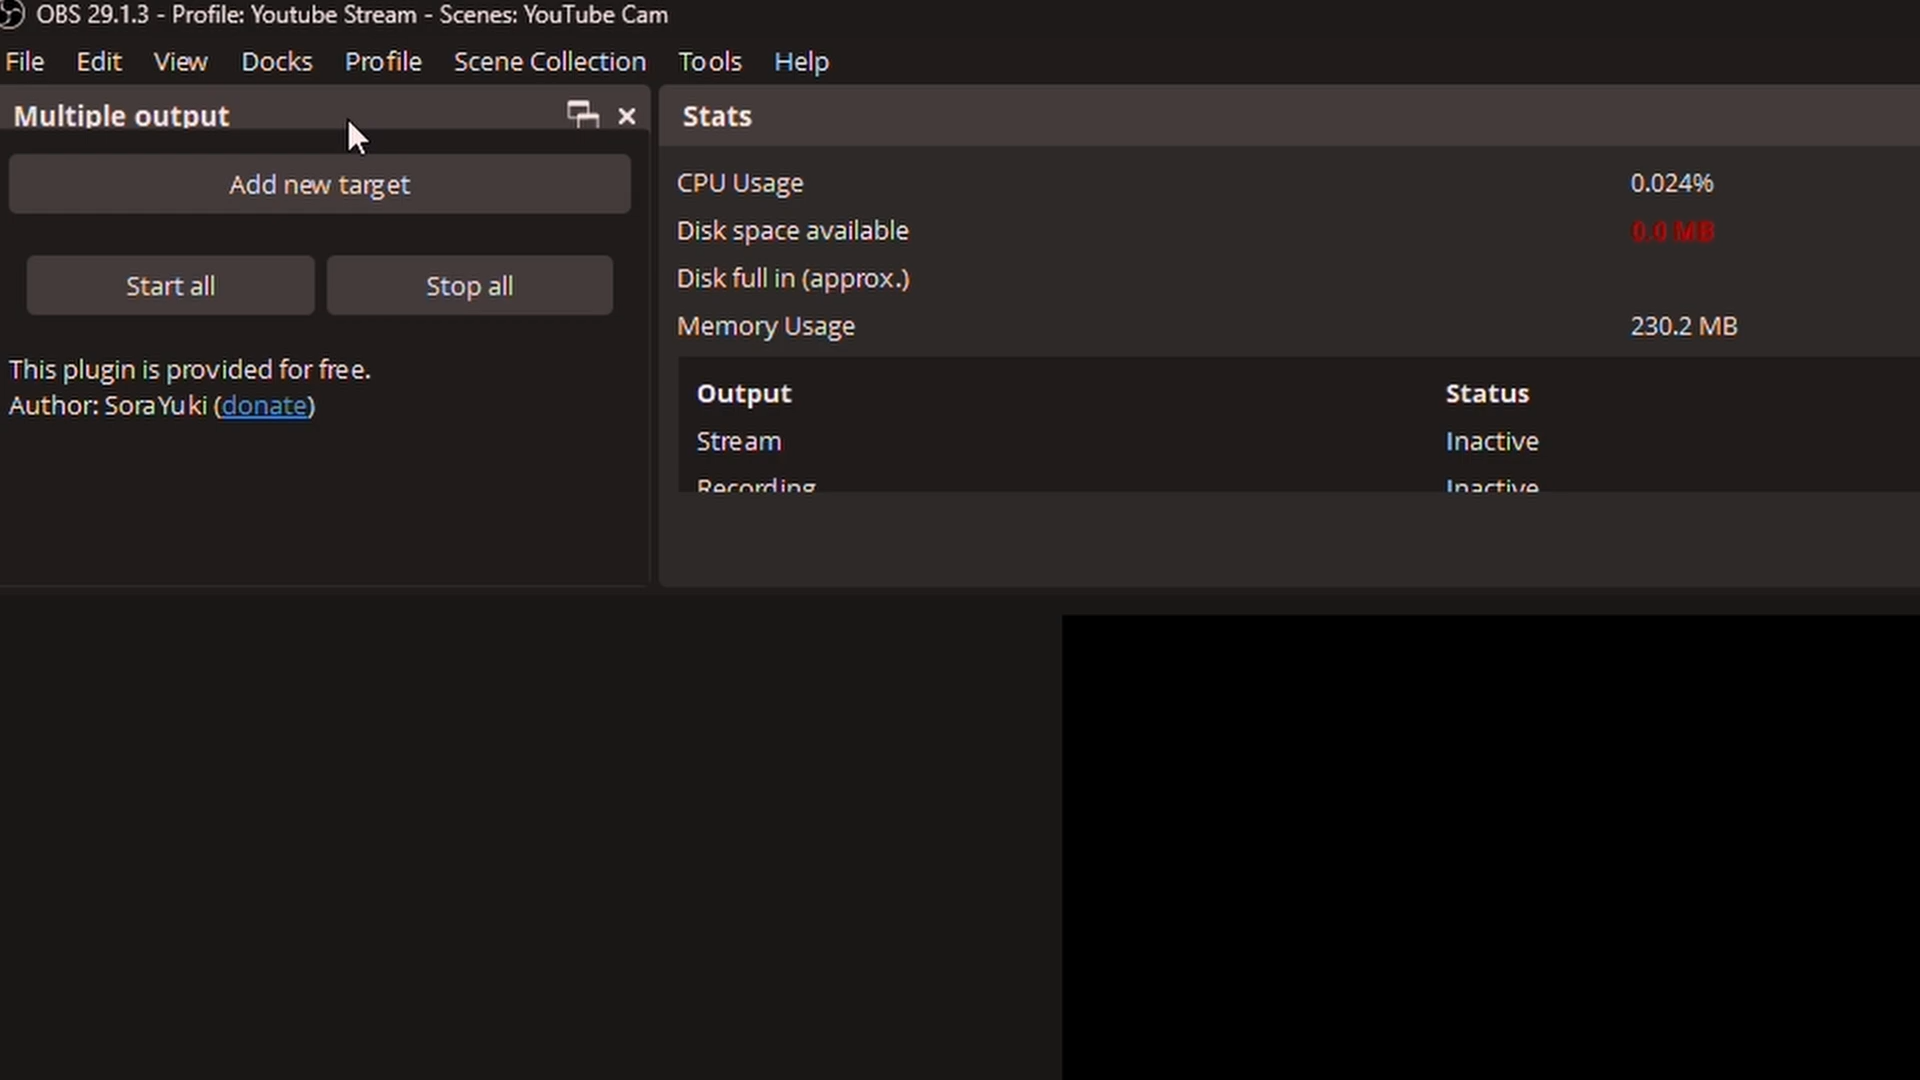 OBS 29.1.3 - Profile: Youtube Stream - Scenes: YouTube Cam
File Edit View Docks Profile Scene Collection Tools Help
Multiple output
Add new target
Start all Stop all
This plugin is provided for free.
Author: SoraYuki (donate)
Stats
CPU Usage 0.024%
Disk space available 0.0 MB
Disk full in (approx.)
Memory Usage 230.2 MB
Output Status
Stream Inactive
Recording Inactive